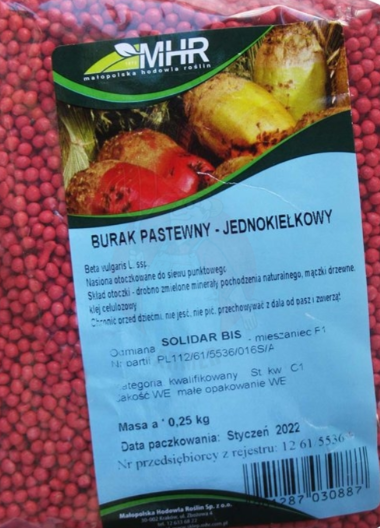 MHR
małopolska hodowla roślin
BURAK PASTEWNY - JEDNOKIEŁKOWY
Beta vulgaris L. ssp.
Nasiona otoczkowane do siewu punktowego
Skład otoczki - drobno zmielone minerały pochodzenia naturalnego, mączki drzewne,
klej celulozowy
Chronic przed dziećmi, nie jeść, nie pić, przechowywać z dala od pasz i zwierząt
Odmiana SOLIDAR BIS - mieszaniec F1
Nr partii PL112/61/5536/016S/A
Kategoria kwalifikowany St. kw. C1
Jakość WE małe opakowanie WE
Masa a' 0,25 kg
Data paczkowania: Styczeń 2022
Nr przedsiębiorcy z rejestru: 12 61 5536
287030887
Małopolska Hodowla Roślin Sp. z o.o.